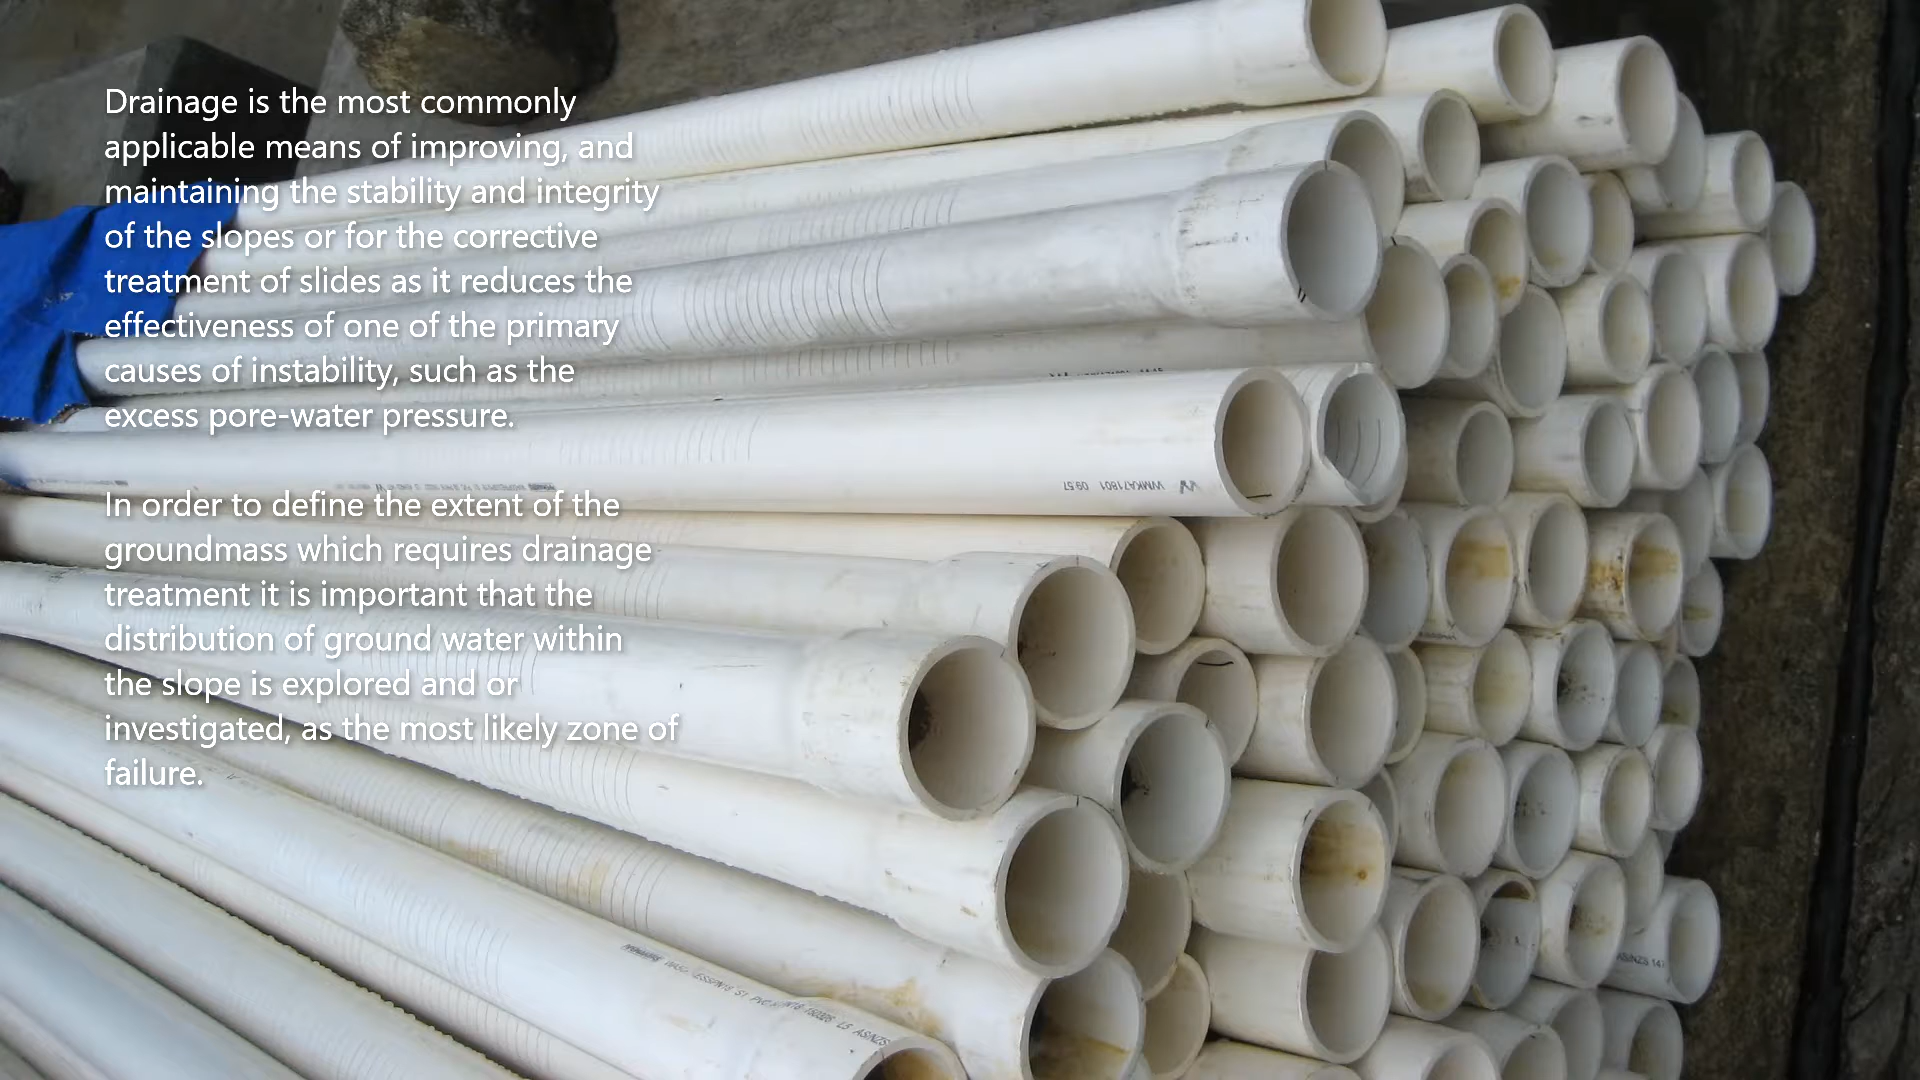 Drainage is the most commonly
applicable means of improving, and
maintaining the stability and integrity
of the slopes or for the corrective
treatment of slides as it reduces the
effectiveness of one of the primary
causes of instability, such as the
excess pore-water pressure.
In order to define the extent of the
groundmass which requires drainage
treatment it is important that the
distribution of ground water within
the slope is explored and or
investigated, as the most likely zone of
failure.
WMKA71801 09:57